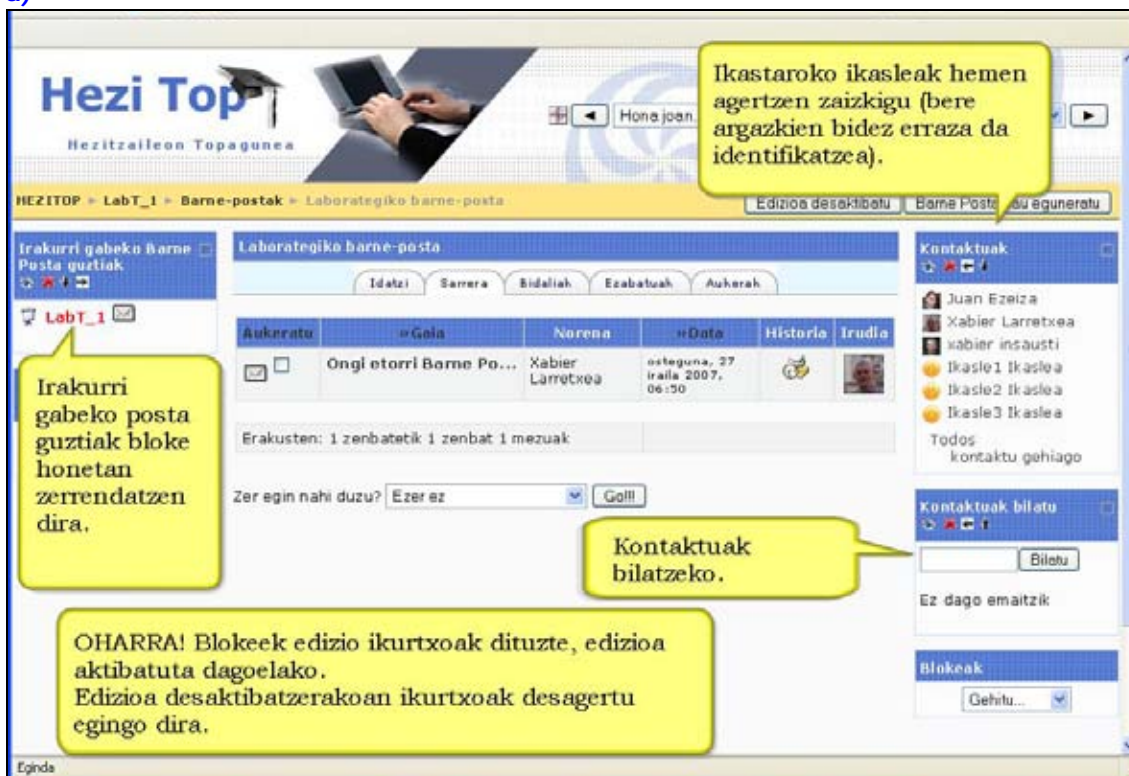 Hezi Top
Hezitzaileon Topagunea
Hona joan.
Ikastaroko ikasleak hemen
agertzen zaizkigu (bere
argazkien bidez erraza da
identifikatzea).
HEZITOP ► LabT_1 ► Barne-postak ► Laborategiko barne-posta
Edizioa desaktibatu
Barne Posta hau eguneratu
Irakurri gabeko Barne
Posta guztiak
LabT_1
Irakurri
gabeko posta
guztiak bloke
honetan
zerrendatzen
dira.
Laborategiko barne-posta
Idatzi Sarrera Bidaliak Ezabatuak Aukerak
Aukeratu »Gaia Norena »Data Historia Irudia
Ongi etorri Barne Po... Xabier Larretxea osteguna, 27 iraila 2007, 06:50
Erakusten: 1 zenbatetik 1 zenbat 1 mezuak
Zer egin nahi duzu? Ezer ez Go!!!
Kontaktuak
Juan Ezeiza
Xabier Larretxea
xabier insausti
Ikasle1 Ikaslea
Ikasle2 Ikaslea
Ikasle3 Ikaslea
Todos
kontaktu gehiago
Kontaktuak bilatu
Bilatu
Ez dago emaitzik
Kontaktuak
bilatzeko.
Blokeak
Gehitu...
OHARRA! Blokeek edizio ikurtxoak dituzte, edizioa
aktibatuta dagoelako.
Edizioa desaktibatzerakoan ikurtxoak desagertu
egingo dira.
Eginda